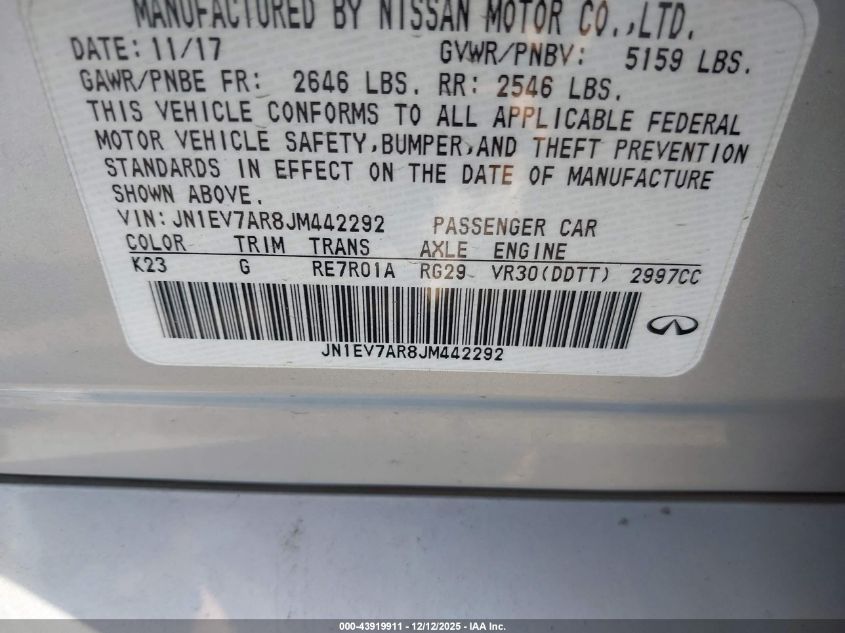 MANUFACTURED BY NISSAN MOTOR CO.,LTD.
DATE: 11/17 GVWR/PNBV: 5159 LBS.
GAWR/PNBE FR: 2646 LBS. RR: 2546 LBS.
THIS VEHICLE CONFORMS TO ALL APPLICABLE FEDERAL
MOTOR VEHICLE SAFETY,BUMPER,AND THEFT PREVENTION
STANDARDS IN EFFECT ON THE DATE OF MANUFACTURE
SHOWN ABOVE.
VIN:JN1EV7AR8JM442292 PASSENGER CAR
COLOR TRIM TRANS AXLE ENGINE
K23 G RE7R01A RG29 VR30(DDTT) 2997CC
JN1EV7AR8JM442292
000-43919911 - 12/12/2025 - IAA Inc.